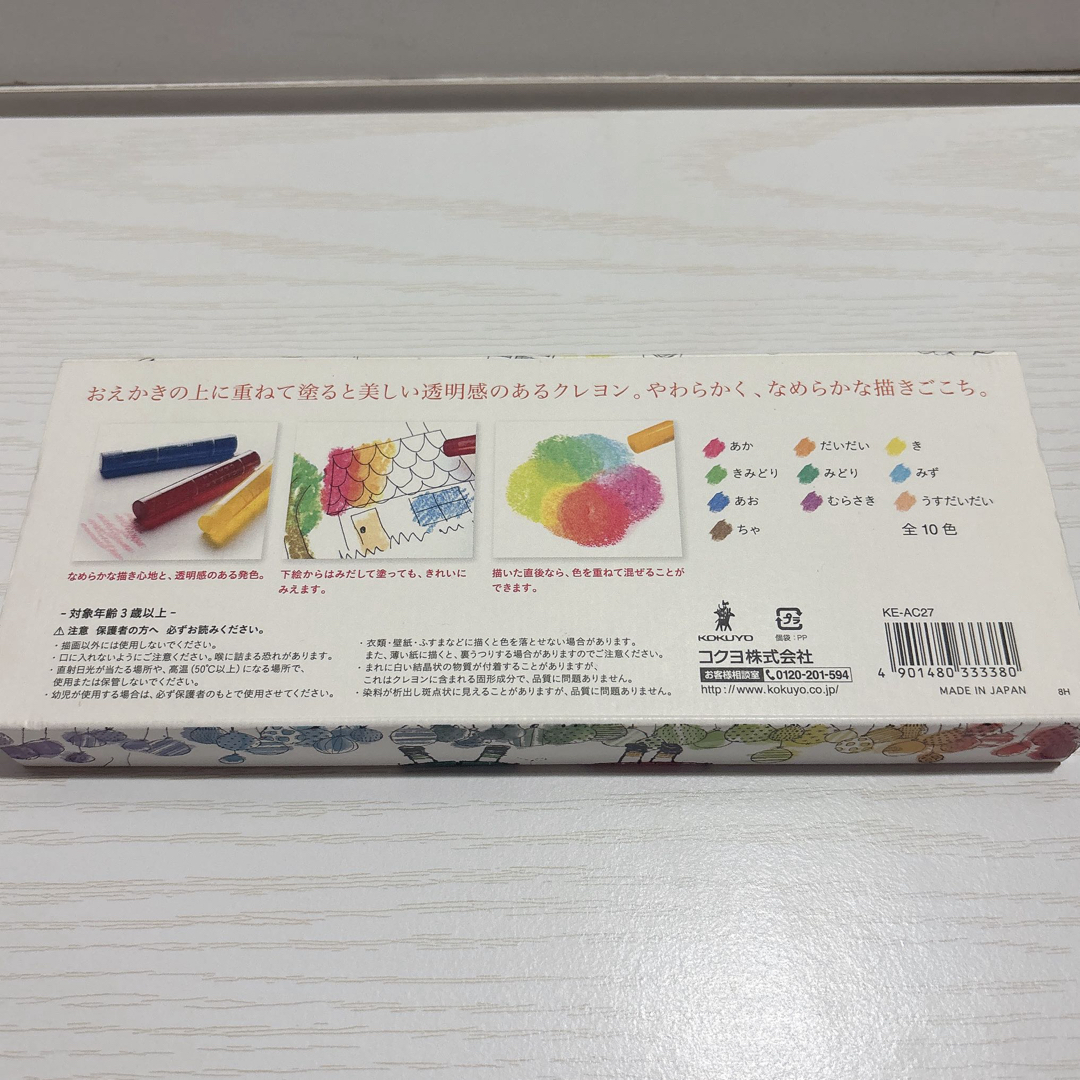 おえかきの上に重ねて塗ると美しい透明感のあるクレヨン。やわらかく、なめらかな描きごこち。
なめらかな描き心地と、透明感のある発色。
下絵からはみだして塗っても、きれいに
みえます。
描いた直後なら、色を重ねて混ぜることが
できます。
あか だいだい き
きみどり みどり みず
あお むらさき うすだいだい
ちゃ 全10色
－対象年齢3歳以上－
⚠注意 保護者の方へ 必ずお読みください。
・描画以外には使用しないでください。
・口に入れないようにご注意ください。喉に詰まる恐れがあります。
・直射日光が当たる場所や、高温(50℃以上)になる場所で、
使用または保管しないでください。
・幼児が使用する場合は、必ず保護者のもとで使用させてください。
・衣類・壁紙・ふすまなどに描くと色を落とせない場合があります。
また、薄い紙に描くと、裏うつりする場合がありますのでご注意ください。
・まれに白い結晶状の物質が付着することがありますが、
これはクレヨンに含まれる固形成分で、品質に問題ありません。
・染料が析出し斑点状に見えることがありますが、品質に問題ありません。
KOKUYO
プラ
個袋：PP
コクヨ株式会社
お客様相談室 0120-201-594
http://www.kokuyo.co.jp/
KE-AC27
4 901480 333380
MADE IN JAPAN
8H